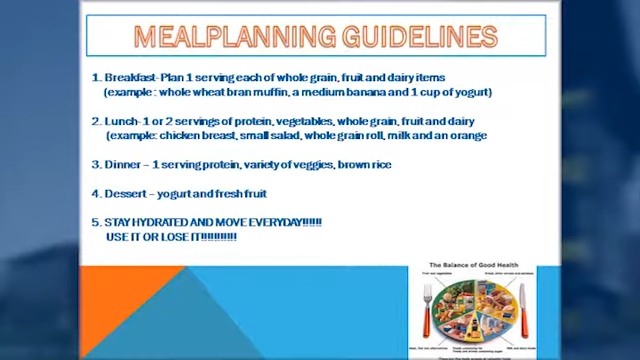 MEALPLANNING GUIDELINES
1. Breakfast- Plan 1 serving each of whole grain, fruit and dairy items
(example : whole wheat bran muffin, a medium banana and 1 cup of yogurt)
2. Lunch- 1 or 2 servings of protein, vegetables, whole grain, fruit and dairy
(example: chicken breast, small salad, whole grain roll, milk and an orange
3. Dinner – 1 serving protein, variety of veggies, brown rice
4. Dessert – yogurt and fresh fruit
5. STAY HYDRATED AND MOVE EVERYDAY!!!!!!!
USE IT OR LOSE IT!!!!!!!!!!!!
The Balance of Good Health
Fruit and vegetables